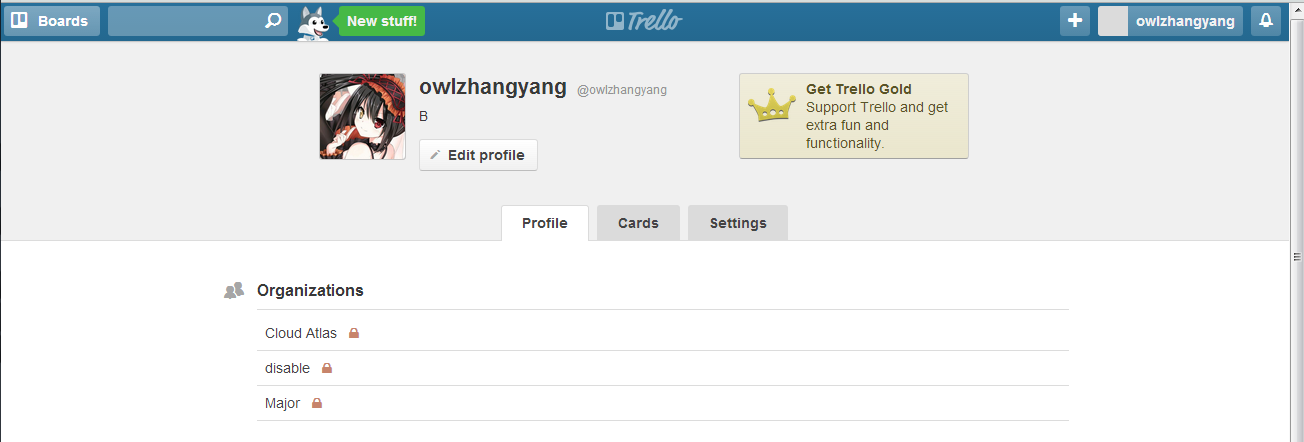 Boards
New stuff!
Trello
owlzhangyang
owlzhangyang @owlzhangyang
B
Edit profile
Get Trello Gold
Support Trello and get
extra fun and
functionality.
Profile
Cards
Settings
Organizations
Cloud Atlas
disable
Major